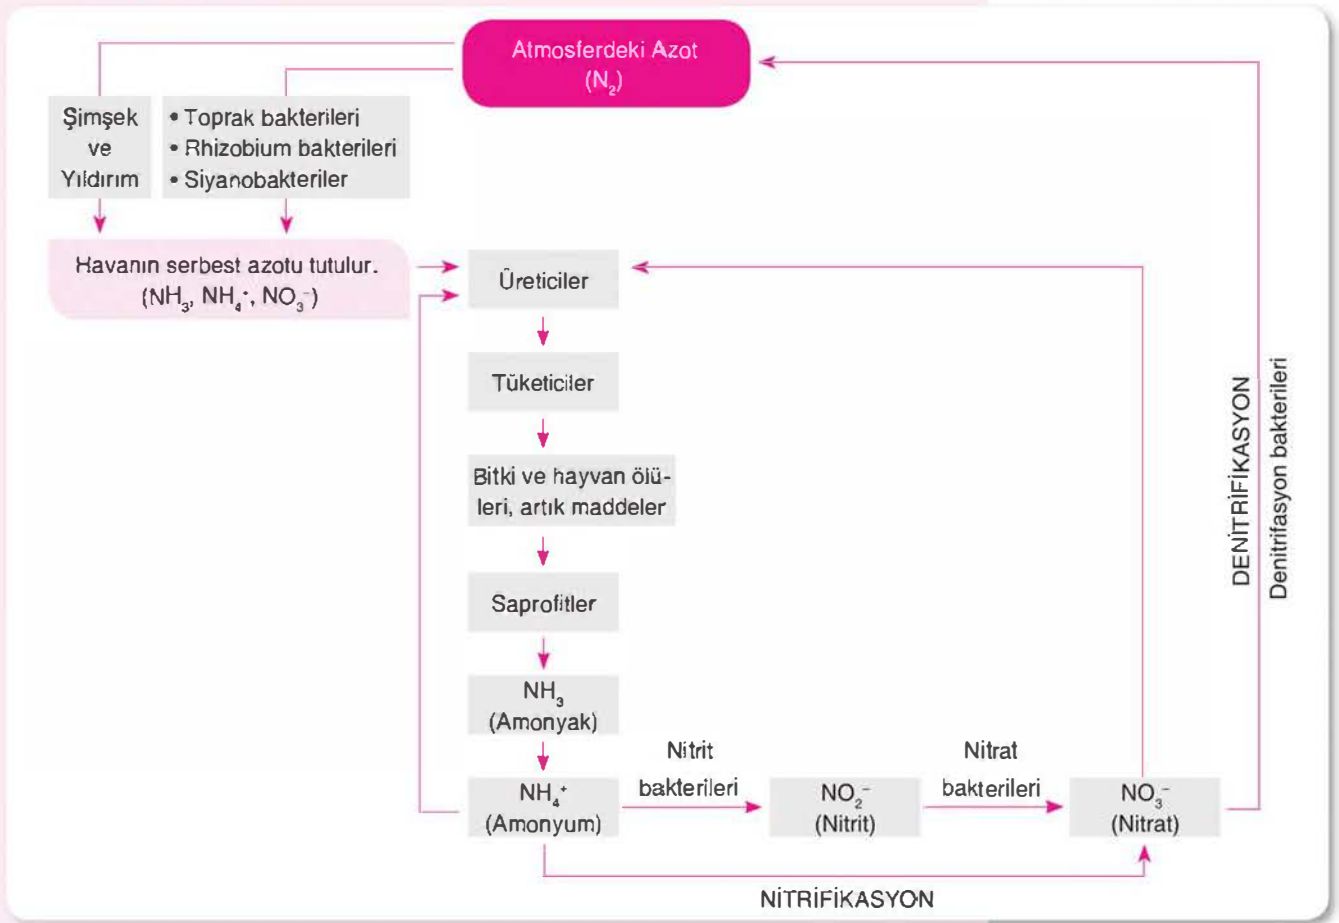 Atmosferdeki Azot
(N₂)
Şimşek
ve
Yıldırım
• Toprak bakterileri
• Rhizobium bakterileri
• Siyanobakteriler
Havanın serbest azotu tutulur.
(NH₃, NH₄⁺, NO₃⁻)
Üreticiler
Tüketiciler
Bitki ve hayvan ölü-
leri, artık maddeler
Saprofitler
NH₃
(Amonyak)
NH₄⁺
(Amonyum)
Nitrit
bakterileri
NO₂⁻
(Nitrit)
Nitrat
bakterileri
NO₃⁻
(Nitrat)
NİTRİFİKASYON
DENİTRİFİKASYON
Denitrifasyon bakterileri